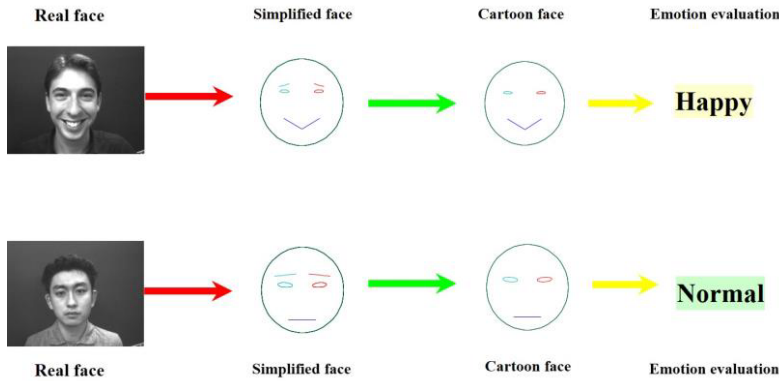 Real face
Simplified face
Cartoon face
Emotion evaluation
Happy
Normal
Real face
Simplified face
Cartoon face
Emotion evaluation